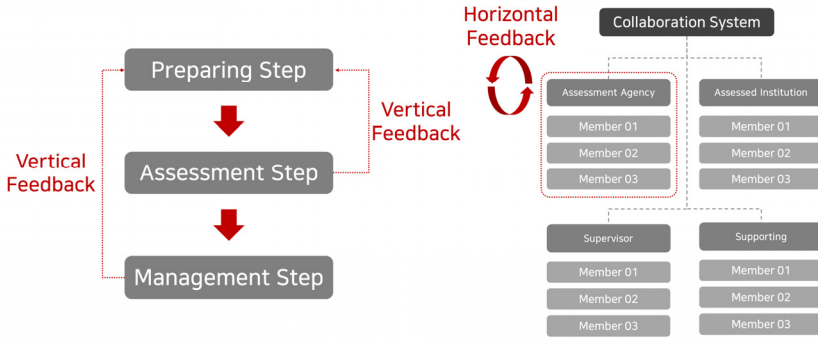 Preparing Step
Vertical
Feedback
Assessment Step
Vertical
Feedback
Management Step
Horizontal
Feedback
Collaboration System
Assessment Agency
Member 01
Member 02
Member 03
Assessed Institution
Member 01
Member 02
Member 03
Supervisor
Member 01
Member 02
Member 03
Supporting
Member 01
Member 02
Member 03